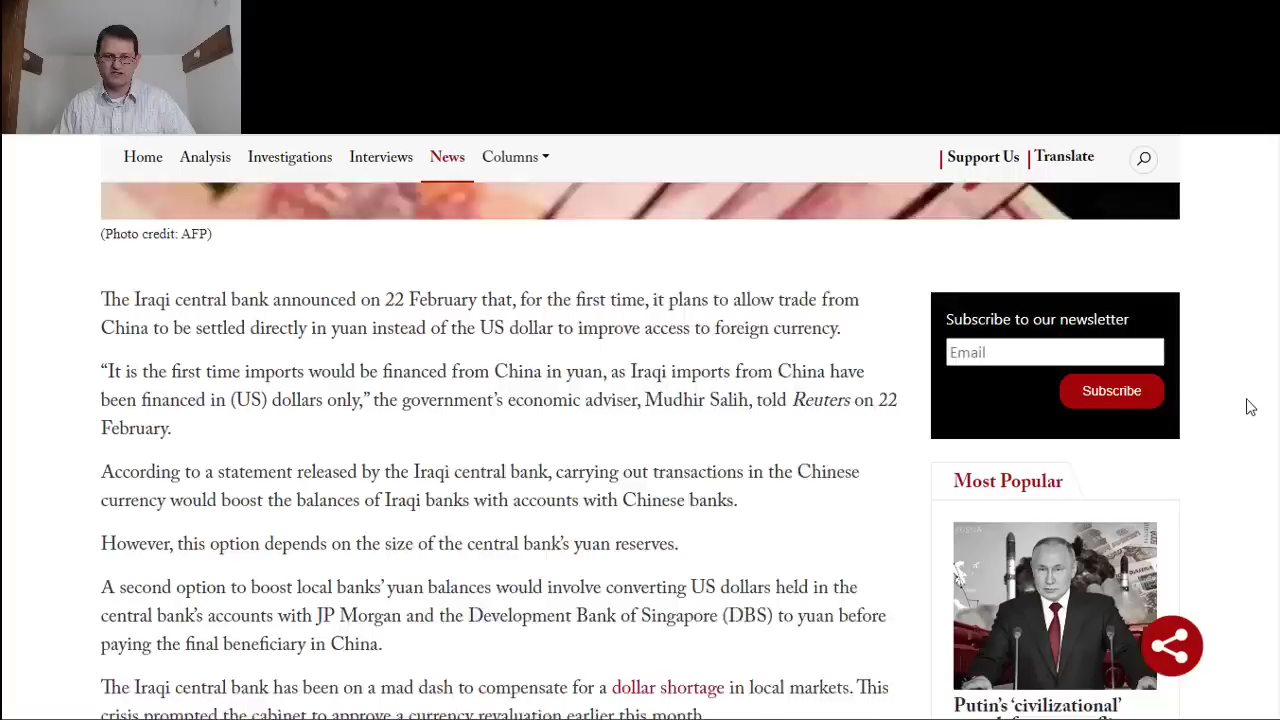 Home Analysis Investigations Interviews News Columns
Support Us Translate
(Photo credit: AFP)
The Iraqi central bank announced on 22 February that, for the first time, it plans to allow trade from
China to be settled directly in yuan instead of the US dollar to improve access to foreign currency.
“It is the first time imports would be financed from China in yuan, as Iraqi imports from China have
been financed in (US) dollars only,” the government’s economic adviser, Mudhir Salih, told Reuters on 22
February.
According to a statement released by the Iraqi central bank, carrying out transactions in the Chinese
currency would boost the balances of Iraqi banks with accounts with Chinese banks.
However, this option depends on the size of the central bank’s yuan reserves.
A second option to boost local banks’ yuan balances would involve converting US dollars held in the
central bank’s accounts with JP Morgan and the Development Bank of Singapore (DBS) to yuan before
paying the final beneficiary in China.
The Iraqi central bank has been on a mad dash to compensate for a dollar shortage in local markets. This
crisis prompted the cabinet to approve a currency revaluation earlier this month.
Subscribe to our newsletter
Email
Subscribe
Most Popular
Putin’s ‘civilizational’